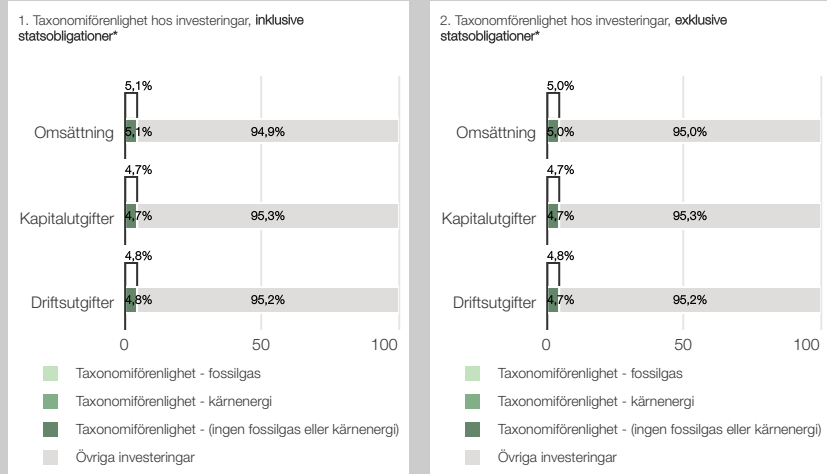 1. Taxonomiförenlighet hos investeringar, inklusive
statsobligationer*
5,1%
Omsättning
5,1%
94,9%
4,7%
Kapitalutgifter
4,7%
95,3%
4,8%
Driftsutgifter
4,8%
95,2%
0
50
100
Taxonomiförenlighet - fossilgas
Taxonomiförenlighet - kärnenergi
Taxonomiförenlighet - (ingen fossilgas eller kärnenergi)
Övriga investeringar
2. Taxonomförenlighet hos investeringar, exklusive
statsobligationer*
5,0%
Omsättning
5,0%
95,0%
4,7%
Kapitalutgifter
4,7%
95,3%
4,8%
Driftsutgifter
4,7%
95,2%
0
50
100
Taxonomiförenlighet - fossilgas
Taxonomiförenlighet - kärnenergi
Taxonomiförenlighet - (ingen fossilgas eller kärnenergi)
Övriga investeringar